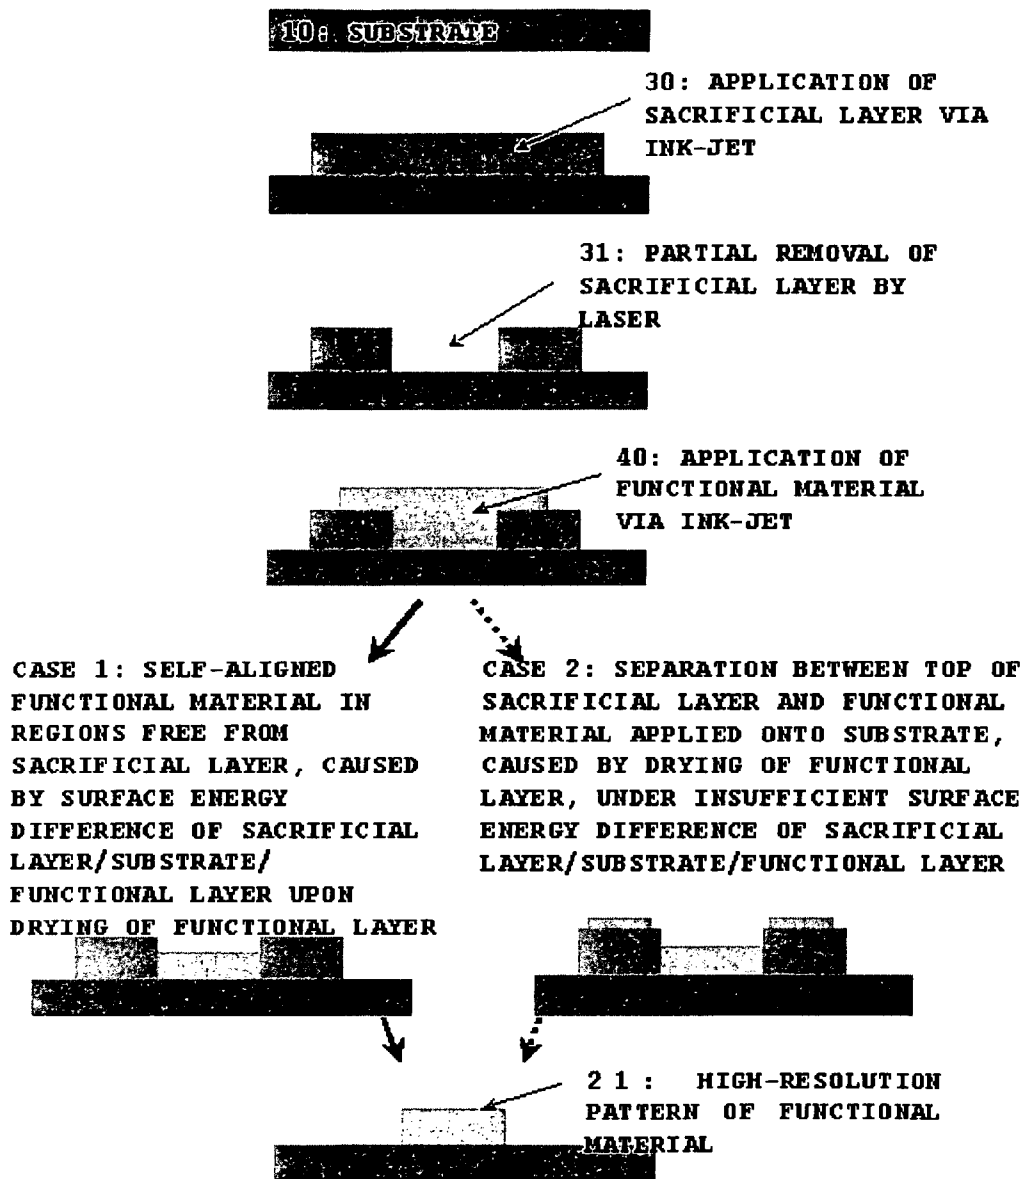 10: SUBSTRATE
30: APPLICATION OF
SACRIFICIAL LAYER VIA
INK-JET
31: PARTIAL REMOVAL OF
SACRIFICIAL LAYER BY
LASER
40: APPLICATION OF
FUNCTIONAL MATERIAL
VIA INK-JET
CASE 1: SELF-ALIGNED
FUNCTIONAL MATERIAL IN
REGIONS FREE FROM
SACRIFICIAL LAYER, CAUSED
BY SURFACE ENERGY
DIFFERENCE OF SACRIFICIAL
LAYER/SUBSTRATE/
FUNCTIONAL LAYER UPON
DRYING OF FUNCTIONAL LAYER
CASE 2: SEPARATION BETWEEN TOP OF
SACRIFICIAL LAYER AND FUNCTIONAL
MATERIAL APPLIED ONTO SUBSTRATE,
CAUSED BY DRYING OF FUNCTIONAL
LAYER, UNDER INSUFFICIENT SURFACE
ENERGY DIFFERENCE OF SACRIFICIAL
LAYER/SUBSTRATE/FUNCTIONAL LAYER
21: HIGH-RESOLUTION
PATTERN OF FUNCTIONAL
MATERIAL